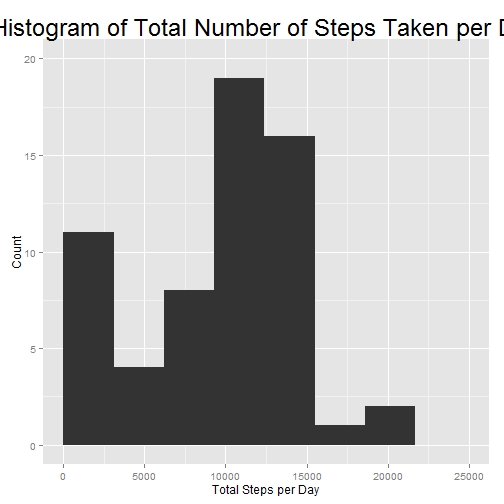 Histogram of Total Number of Steps Taken per D
20
15
10
5
0
Count
0 5000 10000 15000 20000 25000
Total Steps per Day